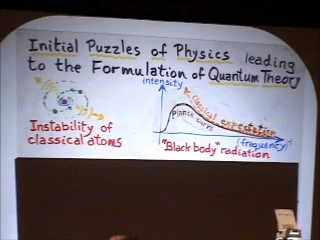 Initial Puzzles of Physics leading
to the Formulation of Quantum Theory
intensity
classical expectation
Planck curve
(frequency)⁻¹
Instability of
classical atoms
"Black body" radiation